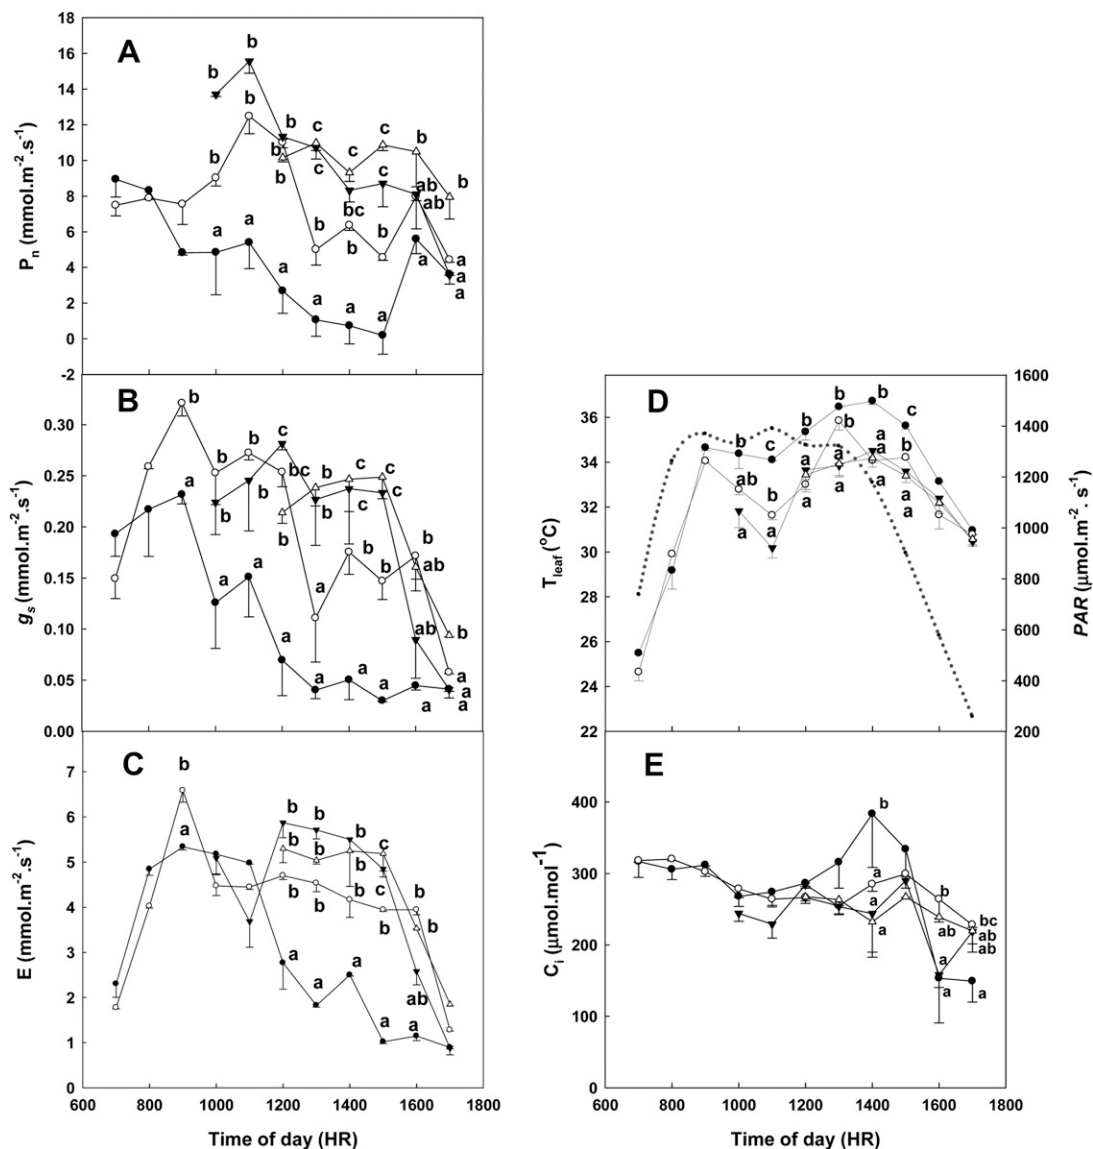 A
P_n (mmol.m⁻².s⁻¹)
18
16
14
12
10
8
6
4
2
0
-2
b
b
b
b
b
b
a
a
b
c
c
b
c
c
b
b
c
bc
b
b
b
ab
ab
b
a
a
a
a
a
a
a
a
B
g_s (mmol.m⁻².s⁻¹)
0.30
0.25
0.20
0.15
0.10
0.05
0.00
b
b
b
c
bc
b
b
b
b
b
b
c
c
b
c
a
a
a
a
a
a
a
ab
b
ab
a
a
a
a
C
E (mmol.m⁻².s⁻¹)
7
6
5
4
3
2
1
0
b
a
b
b
b
b
b
b
b
b
c
c
b
b
b
a
a
a
a
a
ab
600
800
1000
1200
1400
1600
1800
Time of day (HR)
D
T_leaf (°C)
36
34
32
30
28
26
24
22
1600
1400
1200
1000
800
600
400
200
PAR (μmol.m⁻². s⁻¹)
b
c
ab
b
a
a
b
a
a
a
b
b
a
a
b
a
a
a
c
b
a
a
E
C_i (μmol.mol⁻¹)
400
300
200
100
0
b
a
a
a
b
ab
a
a
bc
ab
ab
a
600
800
1000
1200
1400
1600
1800
Time of day (HR)